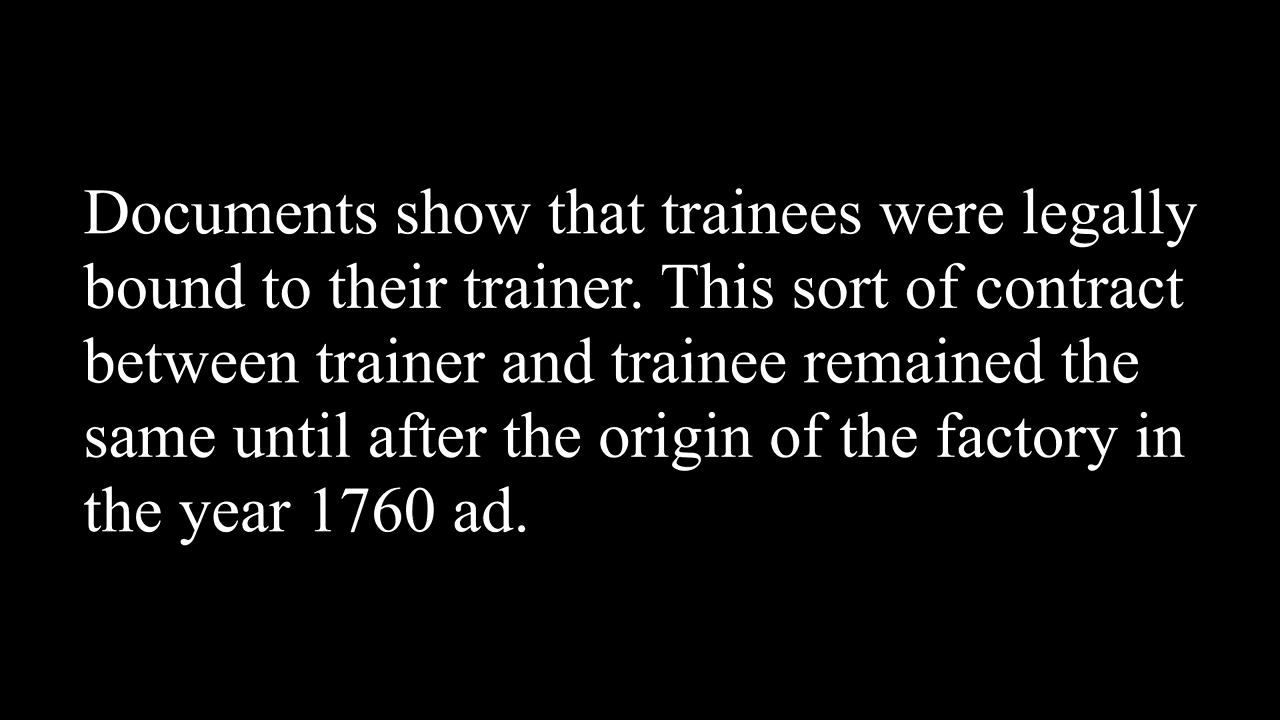 Documents show that trainees were legally
bound to their trainer. This sort of contract
between trainer and trainee remained the
same until after the origin of the factory in
the year 1760 ad.